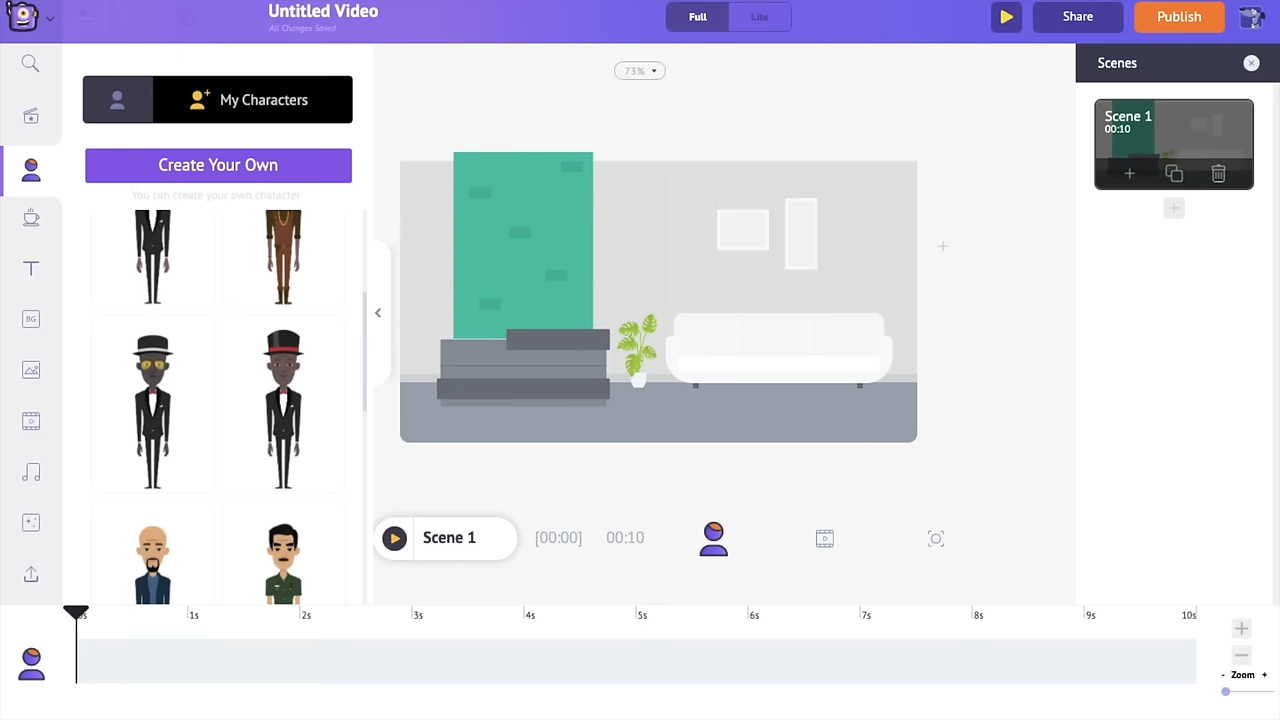 Untitled Video
All Changes Saved
Full
Lite
Share
Publish
My Characters
Create Your Own
You can create your own character
73%
Scenes
Scene 1
00:10
T
BG
Scene 1
[00:00]
00:10
1s
2s
3s
4s
5s
6s
7s
8s
9s
10s
- Zoom +